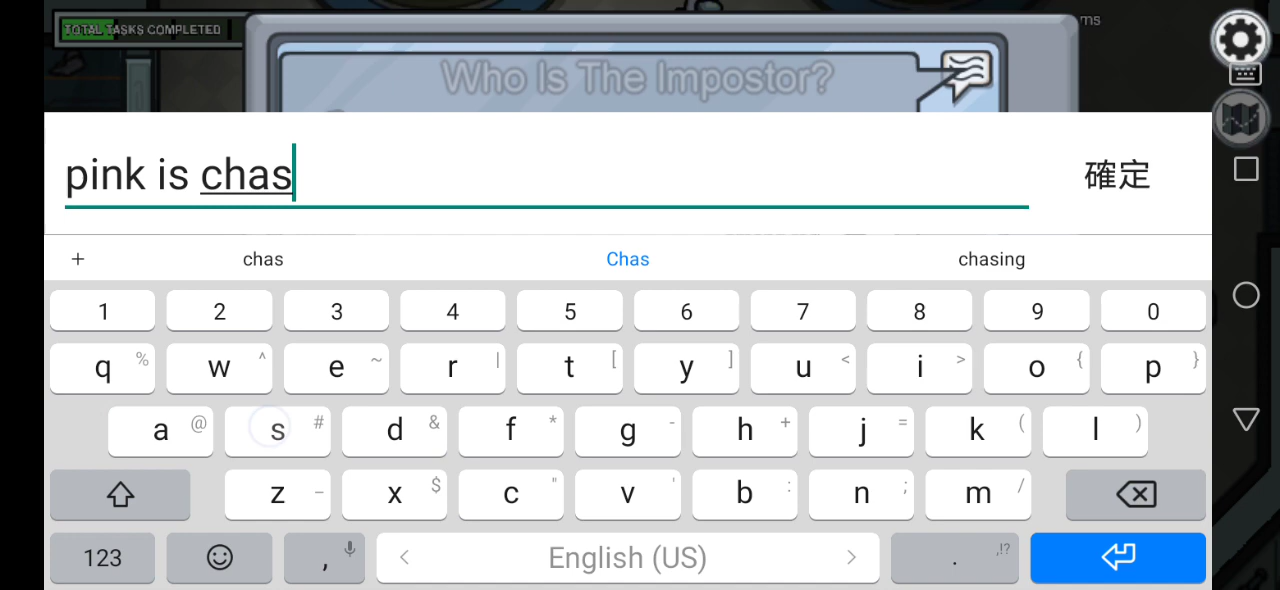 TOTAL TASKS COMPLETED
ms
Who Is The Impostor?
pink is chas
確定
+ chas Chas chasing
1 2 3 4 5 6 7 8 9 0
q % w ^ e ~ r | t [ y ] u < i > o { p }
a @ s # d & f * g - h + j = k ( l )
z _ x $ c " v ' b : n ; m /
123 , < English (US) > . ,!?